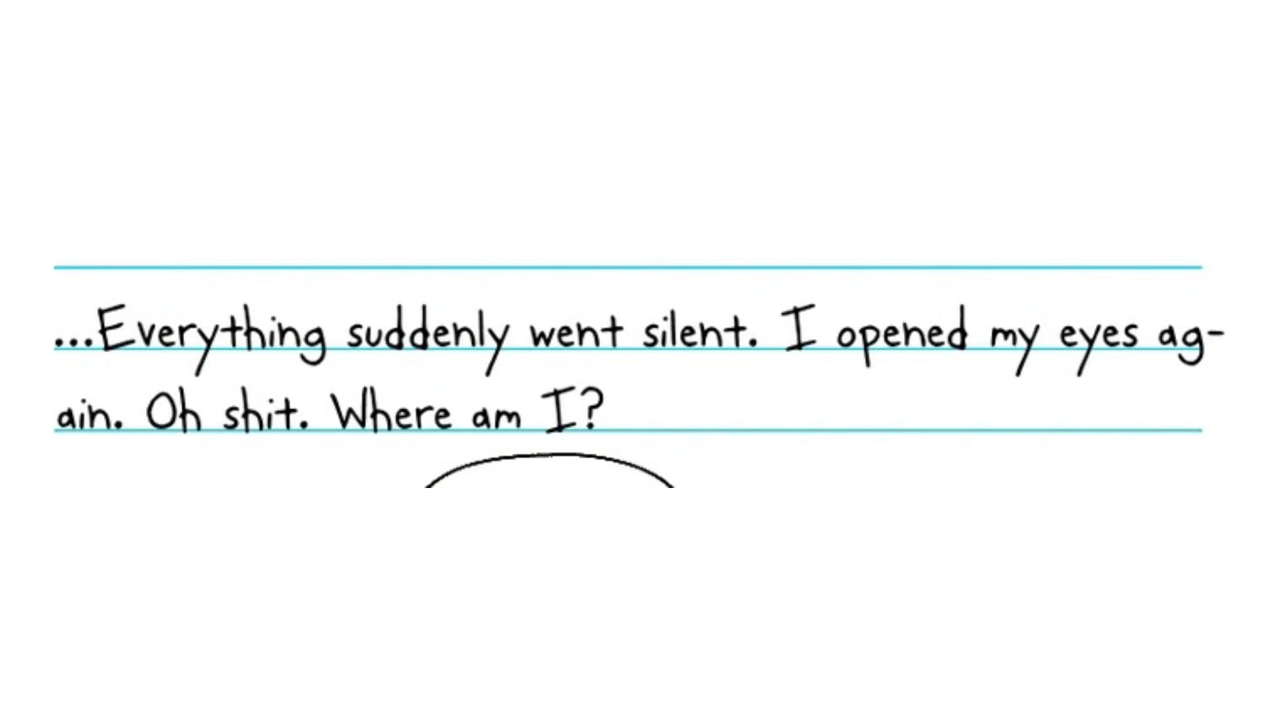 ...Everything suddenly went silent. I opened my eyes ag-
ain. Oh shit. Where am I?